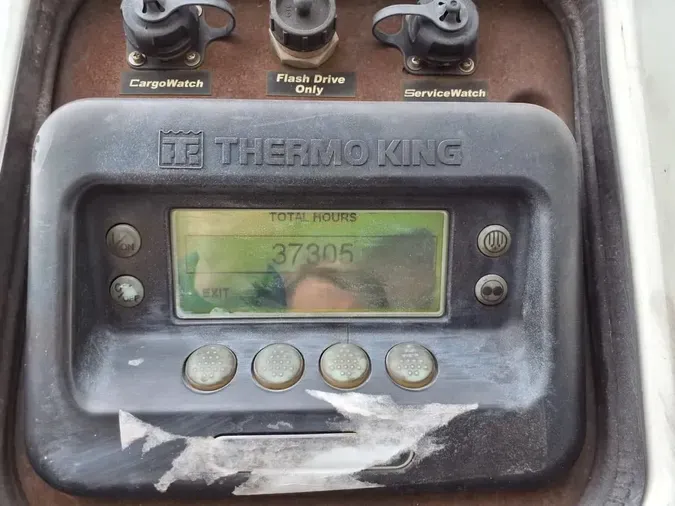 CargoWatch
Flash Drive
Only
ServiceWatch
THERMO KING
TOTAL HOURS
37305
EXIT